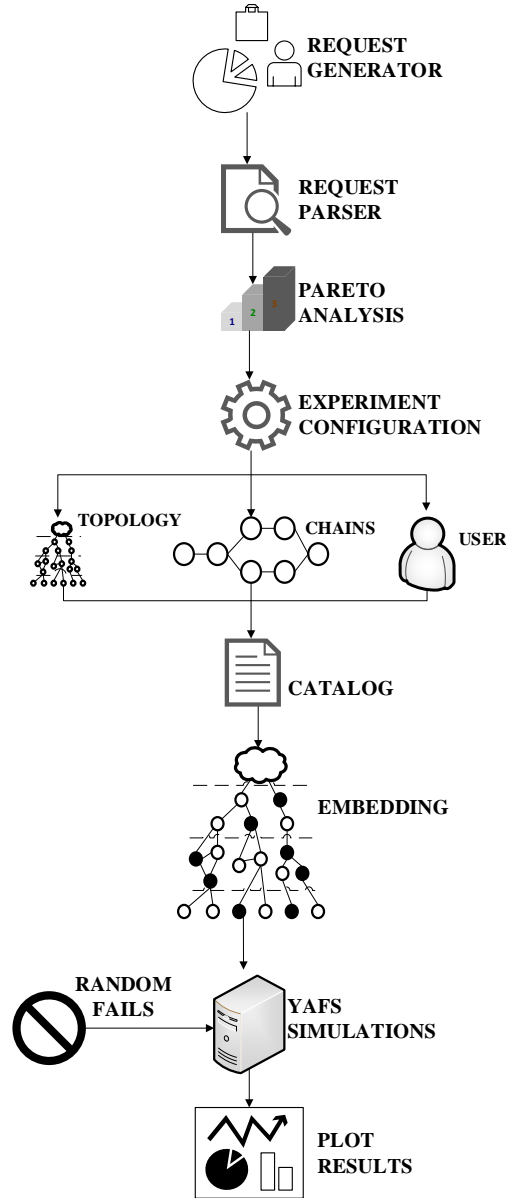 REQUEST
GENERATOR
REQUEST
PARSER
PARETO
ANALYSIS
1
2
3
EXPERIMENT
CONFIGURATION
TOPOLOGY
CHAINS
USER
CATALOG
EMBEDDING
RANDOM
FAILS
YAFS
SIMULATIONS
PLOT
RESULTS